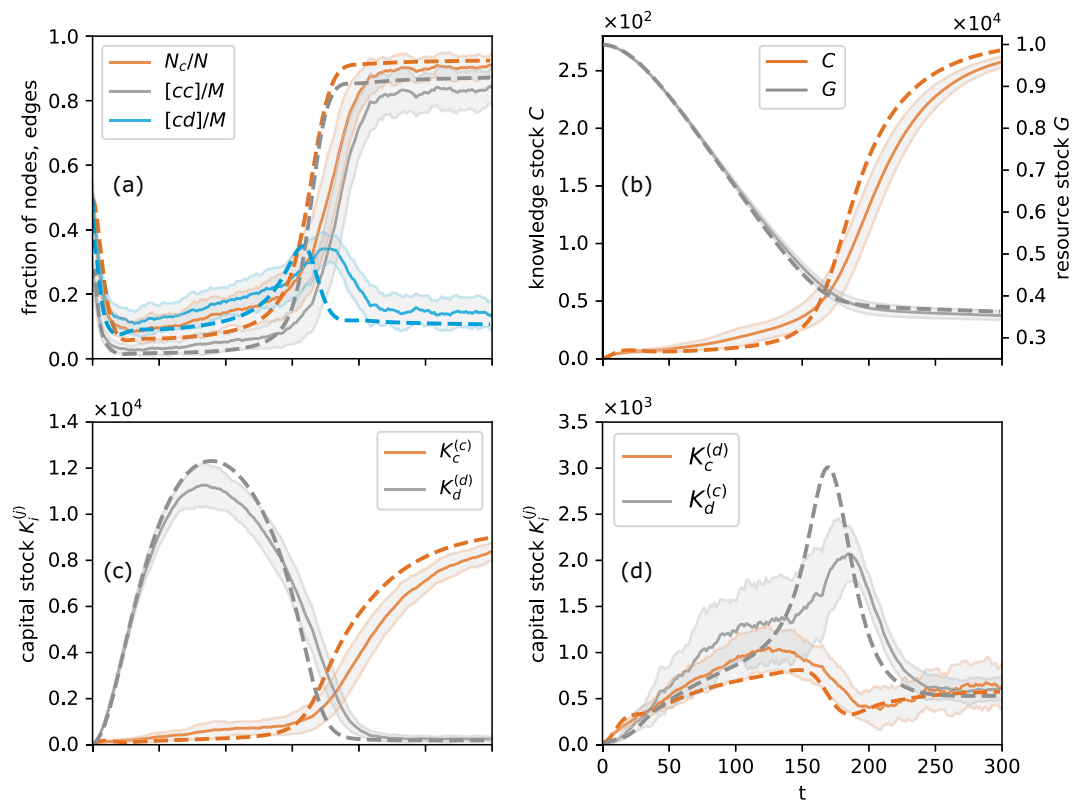 1.0
0.8
0.6
0.4
0.2
0.0
fraction of nodes, edges
N_c/N
[cc]/M
[cd]/M
(a)
×10^2
×10^4
2.5
2.0
1.5
1.0
0.5
0.0
knowledge stock C
C
G
(b)
1.0
0.9
0.8
0.7
0.6
0.5
0.4
0.3
resource stock G
×10^4
1.4
1.2
1.0
0.8
0.6
0.4
0.2
0.0
capital stock K_i^(j)
K_c^(c)
K_d^(d)
(c)
×10^3
3.5
3.0
2.5
2.0
1.5
1.0
0.5
0.0
capital stock K_i^(j)
K_c^(d)
K_d^(c)
(d)
0 50 100 150 200 250 300
t